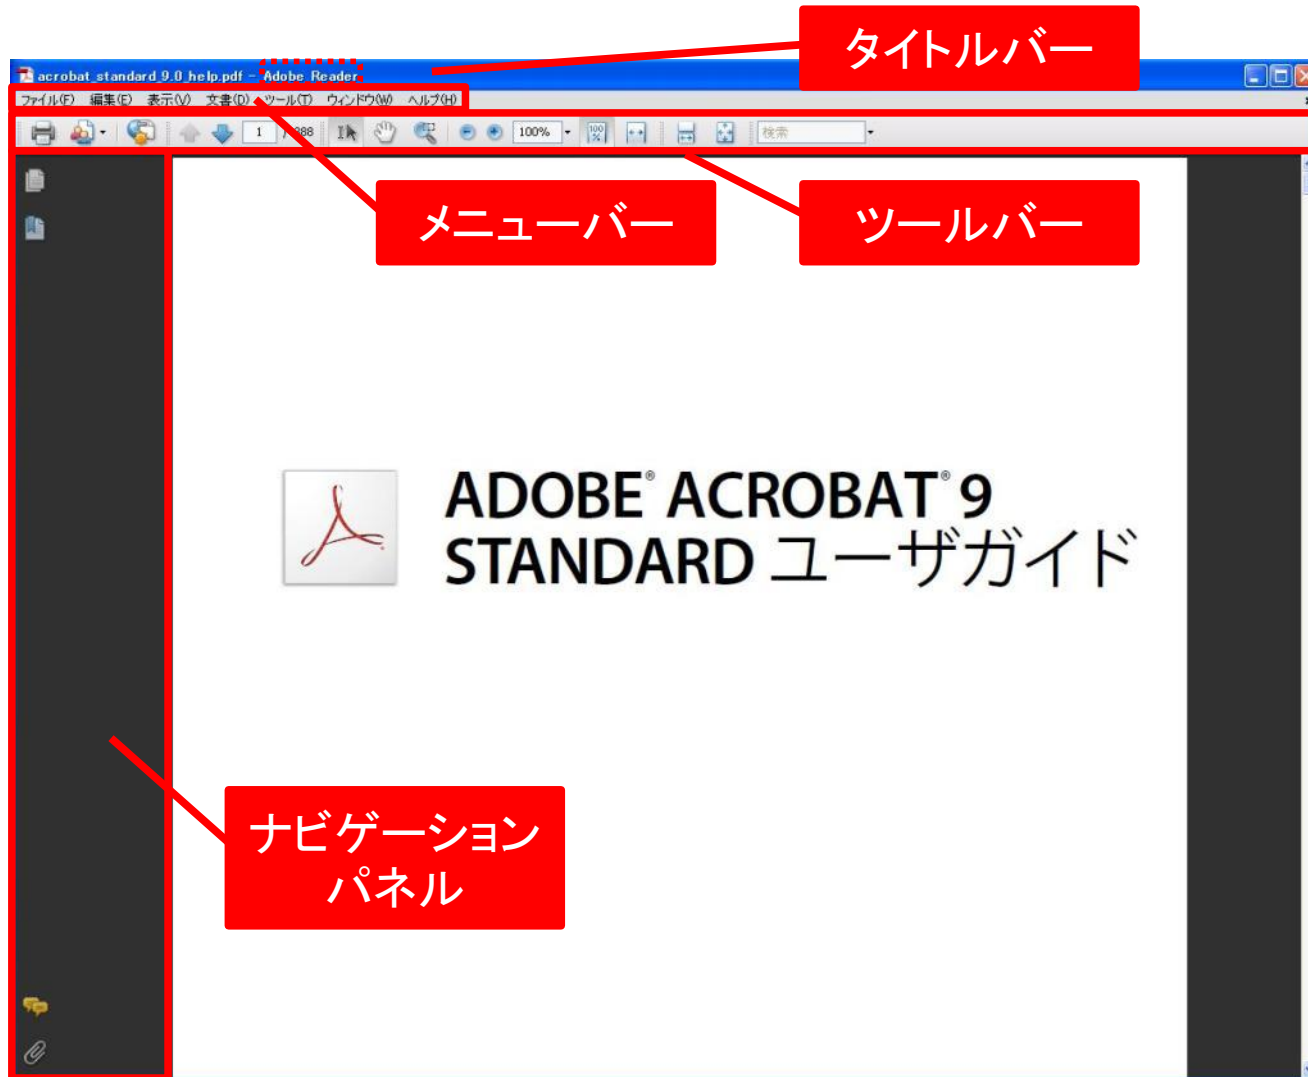 タイトルバー
acrobat_standard_9.0_help.pdf - Adobe Reader
ファイル(F) 編集(E) 表示(V) 文書(D) ツール(T) ウィンドウ(W) ヘルプ(H)
1 / 388 100% 検索
メニューバー
ツールバー
ADOBE® ACROBAT® 9
STANDARD ユーザガイド
ナビゲーション
パネル